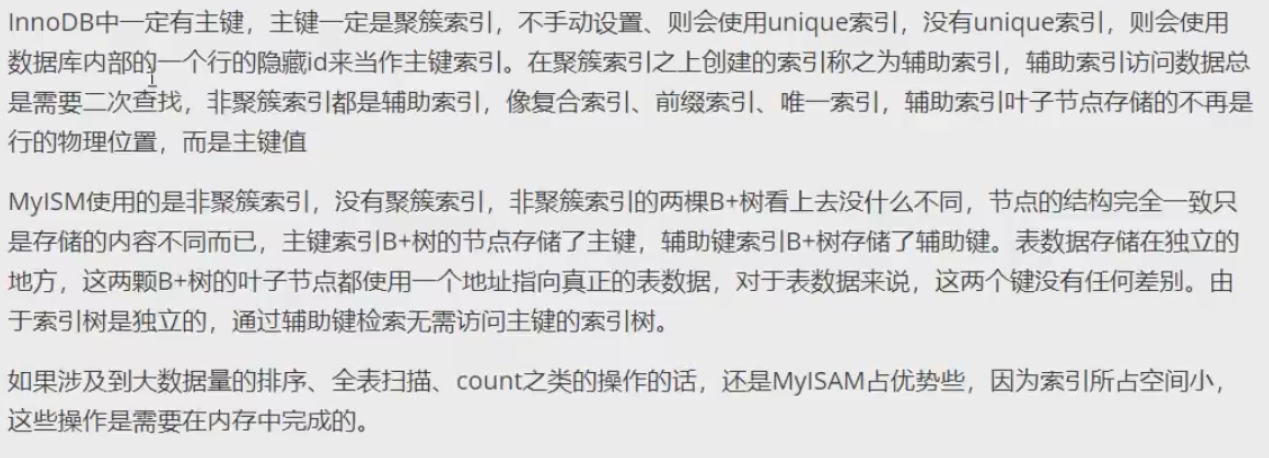 InnoDB中一定有主键，主键一定是聚簇索引，不手动设置、则会使用unique索引，没有unique索引，则会使用
数据库内部的一个行的隐藏id来当作主键索引。在聚簇索引之上创建的索引称之为辅助索引，辅助索引访问数据总
是需要二次查找，非聚簇索引都是辅助索引，像复合索引、前缀索引、唯一索引，辅助索引叶子节点存储的不再是
行的物理位置，而是主键值
MyISM使用的是非聚簇索引，没有聚簇索引，非聚簇索引的两棵B+树看上去没什么不同，节点的结构完全一致只
是存储的内容不同而已，主键索引B+树的节点存储了主键，辅助键索引B+树存储了辅助键。表数据存储在独立的
地方，这两颗B+树的叶子节点都使用一个地址指向真正的表数据，对于表数据来说，这两个键没有任何差别。由
于索引树是独立的，通过辅助键检索无需访问主键的索引树。
如果涉及到大数据量的排序、全表扫描、count之类的操作的话，还是MyISAM占优势些，因为索引所占空间小，
这些操作是需要在内存中完成的。